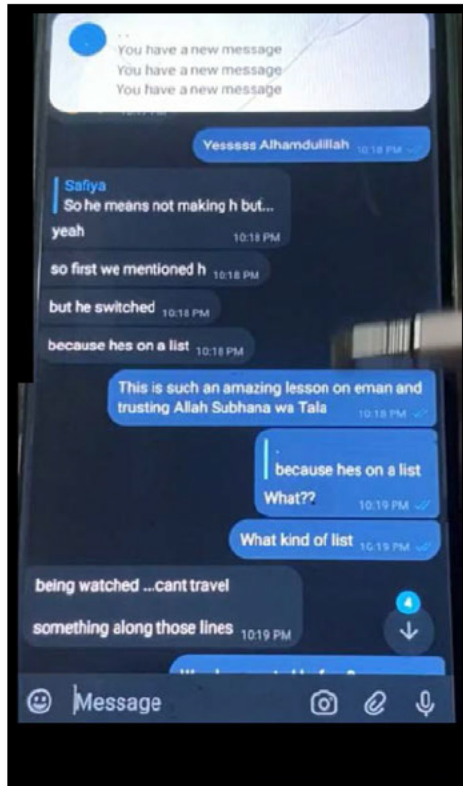 You have a new message
You have a new message
You have a new message
Yesssss Alhamdulillah 10:18 PM
Safiya
So he means not making h but...
yeah 10:18 PM
so first we mentioned h 10:18 PM
but he switched 10:18 PM
because hes on a list 10:18 PM
This is such an amazing lesson on eman and
trusting Allah Subhana wa Tala 10:18 PM
because hes on a list
What?? 10:19 PM
What kind of list 10:19 PM
being watched ...cant travel
something along those lines 10:19 PM
4
Message